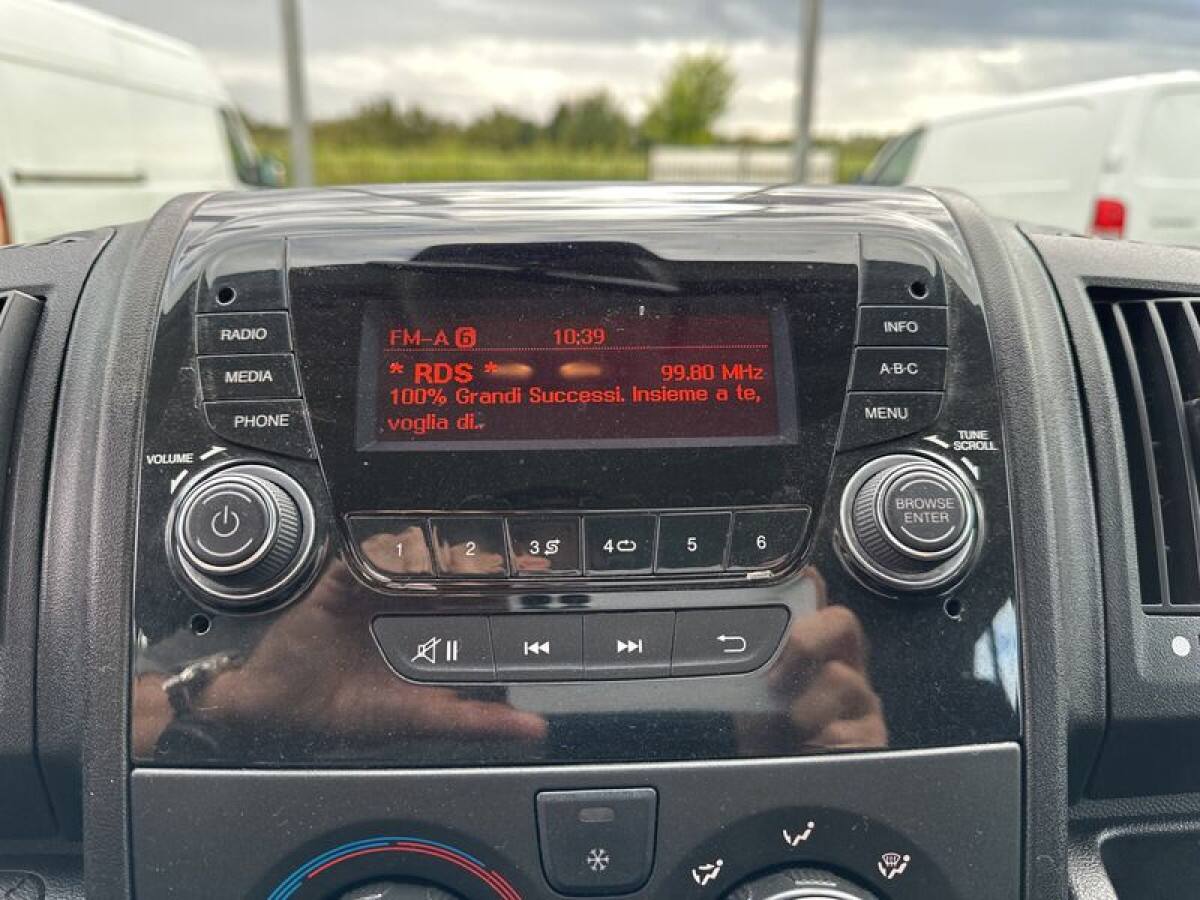 FM-A 6 10:39
* RDS * 99.80 MHz
100% Grandi Successi. Insieme a te,
voglia di..
RADIO
MEDIA
PHONE
INFO
A-B-C
MENU
VOLUME
TUNE
SCROLL
BROWSE
ENTER
1 2 3 4 5 6